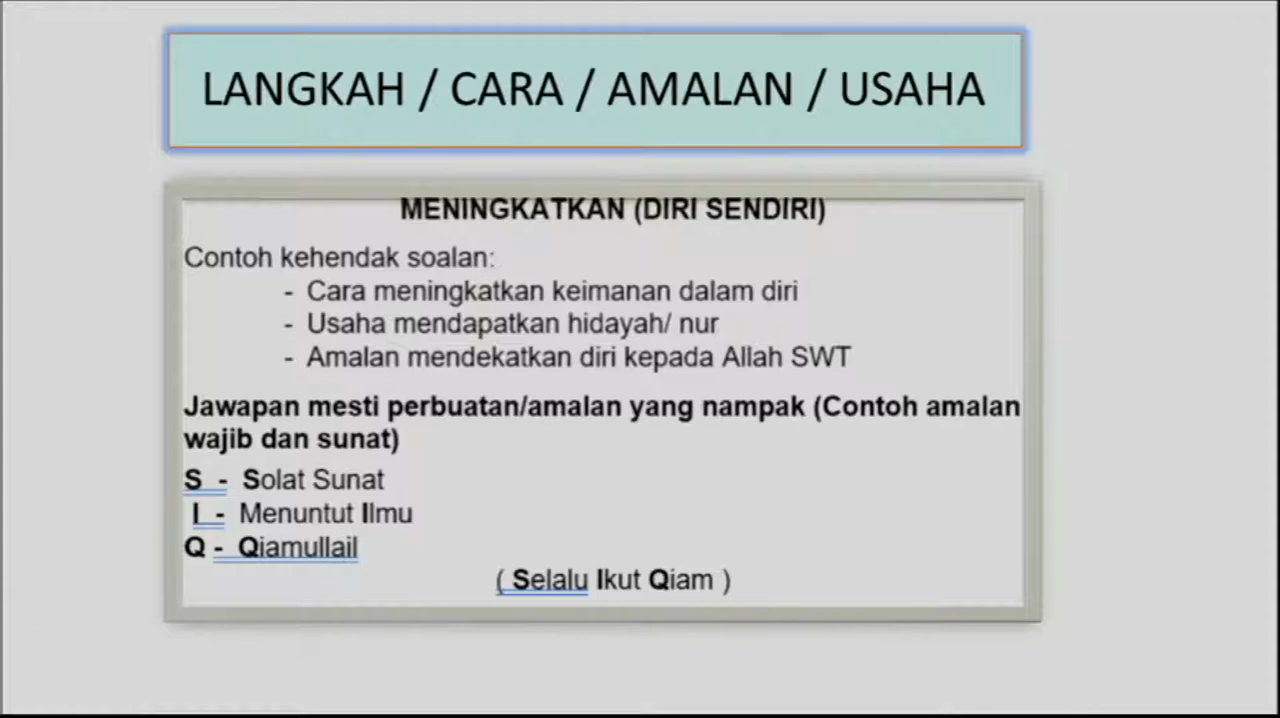 LANGKAH / CARA / AMALAN / USAHA
MENINGKATKAN (DIRI SENDIRI)
Contoh kehendak soalan:
- Cara meningkatkan keimanan dalam diri
- Usaha mendapatkan hidayah/ nur
- Amalan mendekatkan diri kepada Allah SWT
Jawapan mesti perbuatan/amalan yang nampak (Contoh amalan
wajib dan sunat)
S - Solat Sunat
I - Menuntut Ilmu
Q - Qiamullail
( Selalu Ikut Qiam )